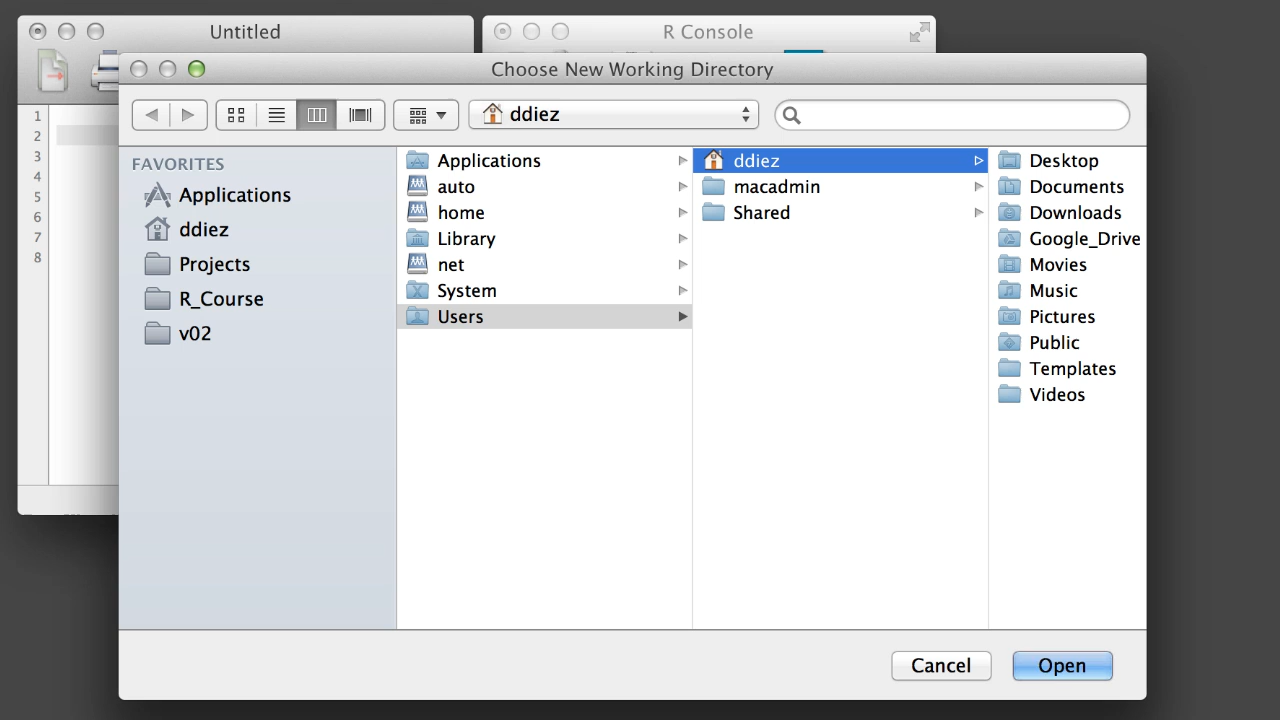 Untitled
R Console
Choose New Working Directory
ddiez
FAVORITES
Applications
ddiez
Projects
R_Course
v02
Applications
auto
home
Library
net
System
Users
ddiez
macadmin
Shared
Desktop
Documents
Downloads
Google_Drive
Movies
Music
Pictures
Public
Templates
Videos
1
2
3
4
5
6
7
8
Cancel
Open